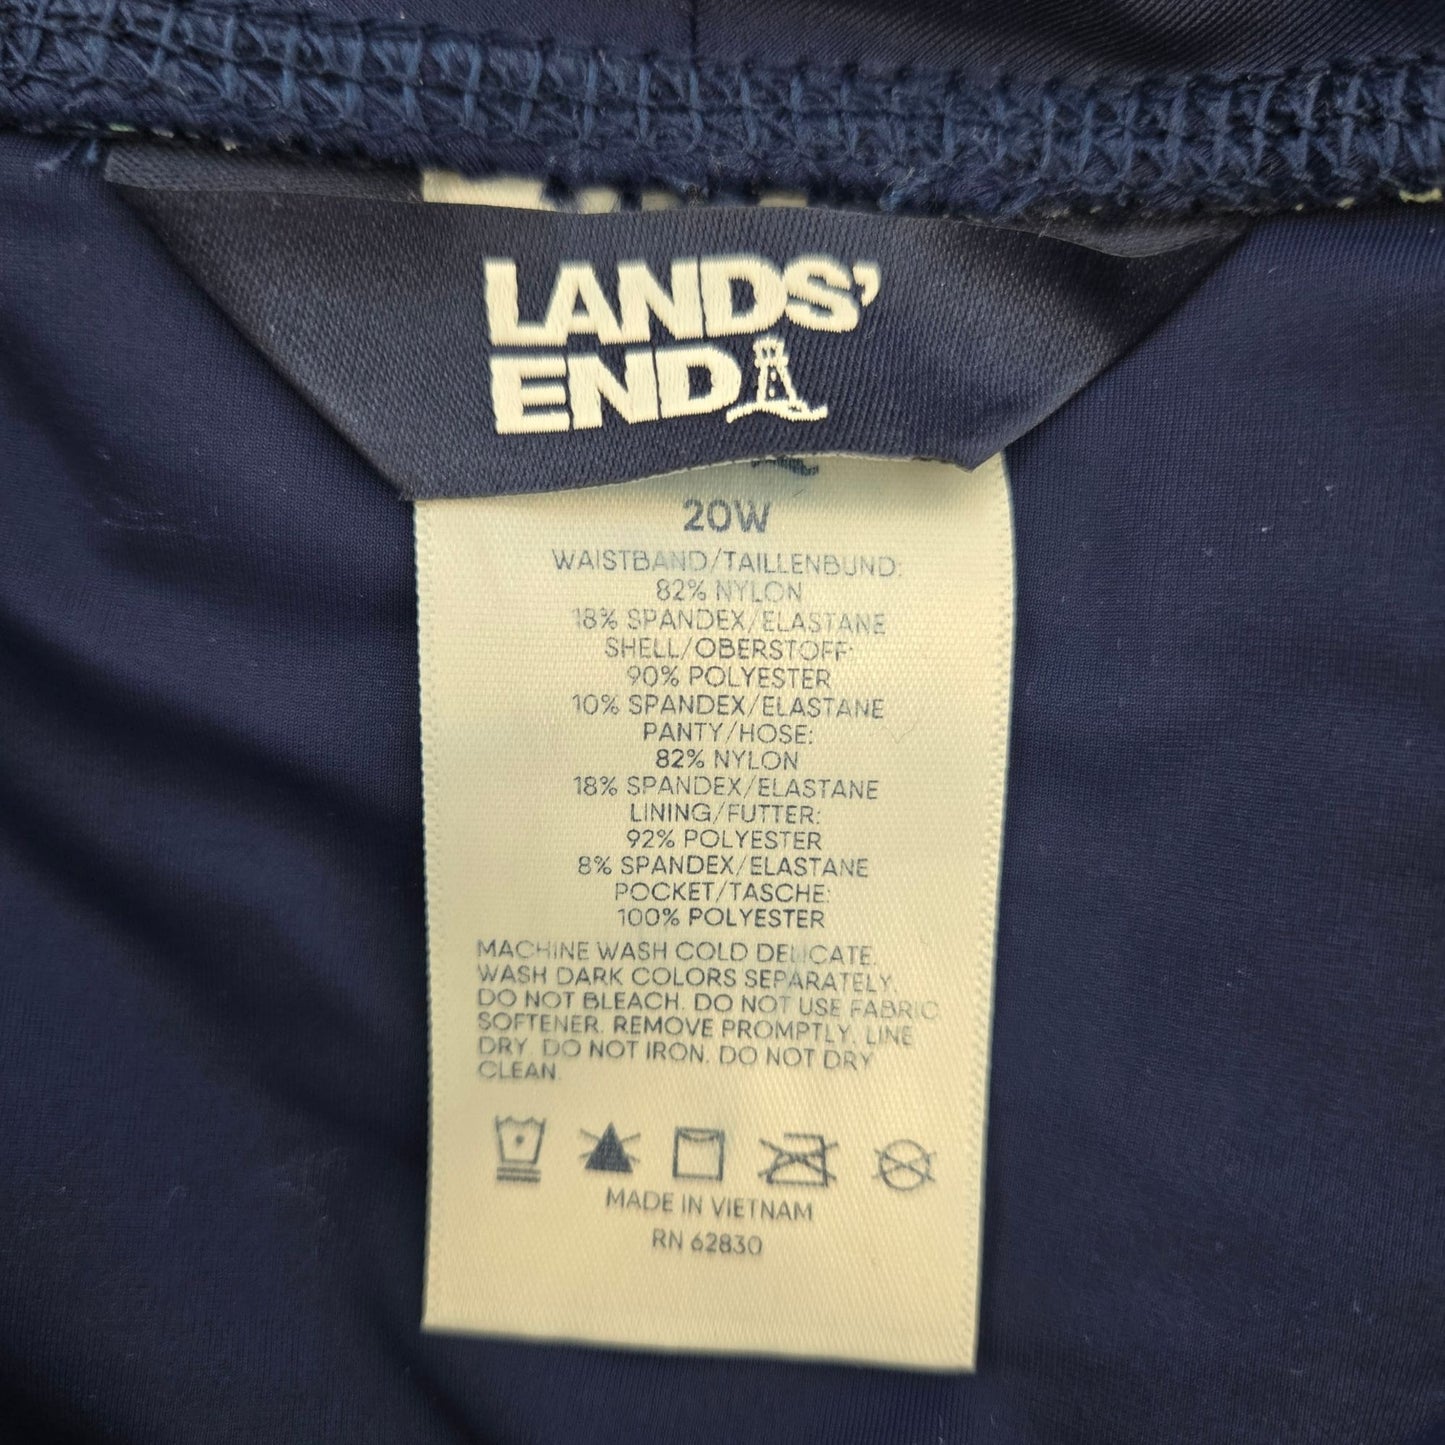 LANDS'
END
20W
WAISTBAND/TAILLENBUND:
82% NYLON
18% SPANDEX/ELASTANE
SHELL/OBERSTOFF:
90% POLYESTER
10% SPANDEX/ELASTANE
PANTY/HOSE:
82% NYLON
18% SPANDEX/ELASTANE
LINING/FUTTER:
92% POLYESTER
8% SPANDEX/ELASTANE
POCKET/TASCHE:
100% POLYESTER
MACHINE WASH COLD DELICATE.
WASH DARK COLORS SEPARATELY.
DO NOT BLEACH. DO NOT USE FABRIC
SOFTENER. REMOVE PROMPTLY. LINE
DRY. DO NOT IRON. DO NOT DRY
CLEAN.
MADE IN VIETNAM
RN 62830